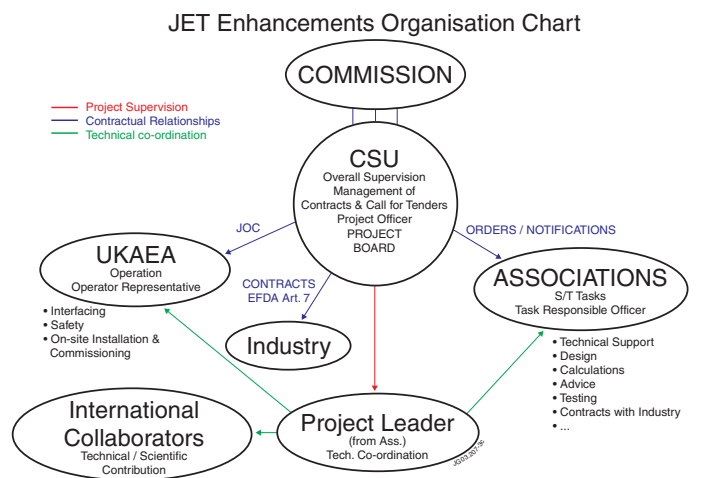 JET Enhancements Organisation Chart
COMMISSION
Project Supervision
Contractual Relationships
Technical co-ordination
CSU
Overall Supervision
Management of
Contracts & Call for Tenders
Project Officer
PROJECT
BOARD
JOC
ORDERS / NOTIFICATIONS
UKAEA
Operation
Operator Representative
• Interfacing
• Safety
• On-site Installation &
Commissioning
CONTRACTS
EFDA Art. 7
ASSOCIATIONS
S/T Tasks
Task Responsible Officer
• Technical Support
• Design
• Calculations
• Advice
• Testing
• Contracts with Industry
• ...
Industry
International
Collaborators
Technical / Scientific
Contribution
Project Leader
(from Ass.)
Tech. Co-ordination
JG03.207-3c